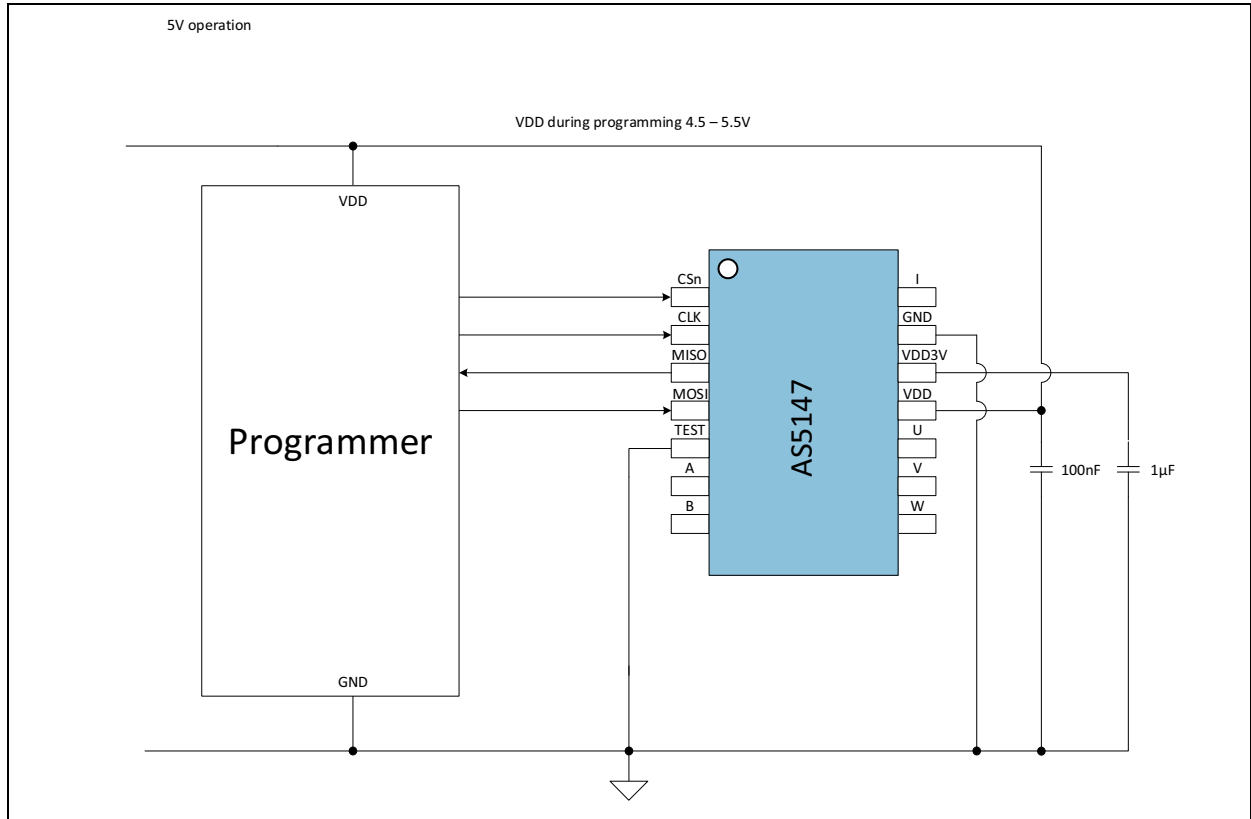 5V operation
VDD during programming 4.5 – 5.5V
VDD
Programmer
GND
CSn
CLK
MISO
MOSI
TEST
A
B
AS5147
I
GND
VDD3V
VDD
U
V
W
100nF
1µF